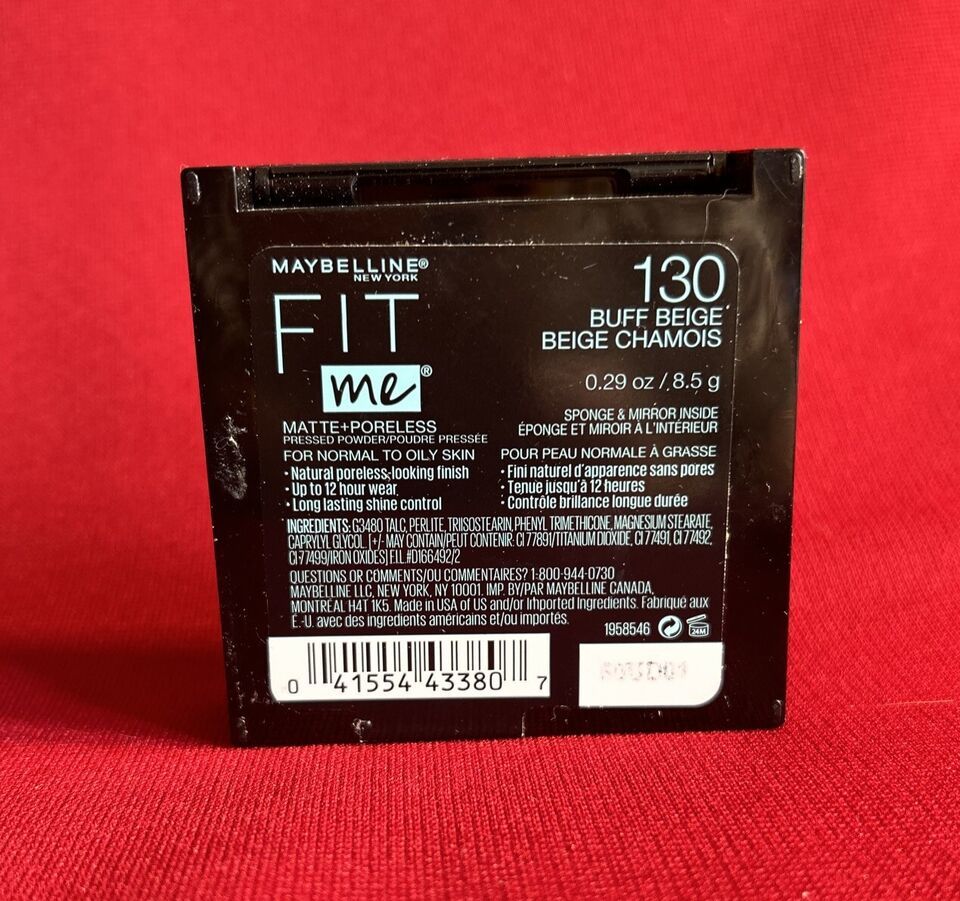 MAYBELLINE®
NEW YORK
FIT
me®
MATTE+PORELESS
PRESSED POWDER/POUDRE PRESSÉE
FOR NORMAL TO OILY SKIN
• Natural poreless-looking finish
• Up to 12 hour wear
• Long lasting shine control
130
BUFF BEIGE
BEIGE CHAMOIS
0.29 oz / 8.5 g
SPONGE & MIRROR INSIDE
ÉPONGE ET MIROIR À L'INTÉRIEUR
POUR PEAU NORMALE À GRASSE
• Fini naturel d'apparence sans pores
• Tenue jusqu'à 12 heures
• Contrôle brillance longue durée
INGREDIENTS: G3480 TALC, PERLITE, TRIISOSTEARIN, PHENYL TRIMETHICONE, MAGNESIUM STEARATE,
CAPRYLYL GLYCOL. [+/- MAY CONTAIN/PEUT CONTENIR: CI 77891/TITANIUM DIOXIDE, CI 77491, CI 77492,
CI 77499/IRON OXIDES] F.I.L. #D166492/2
QUESTIONS OR COMMENTS/OU COMMENTAIRES? 1-800-944-0730
MAYBELLINE LLC, NEW YORK, NY 10001. IMP. BY/PAR MAYBELLINE CANADA,
MONTRÉAL H4T 1K5. Made in USA of US and/or Imported Ingredients. Fabriqué aux
É.-U. avec des ingrédients américains et/ou importés.
1958546
24M
0 41554 43380 7